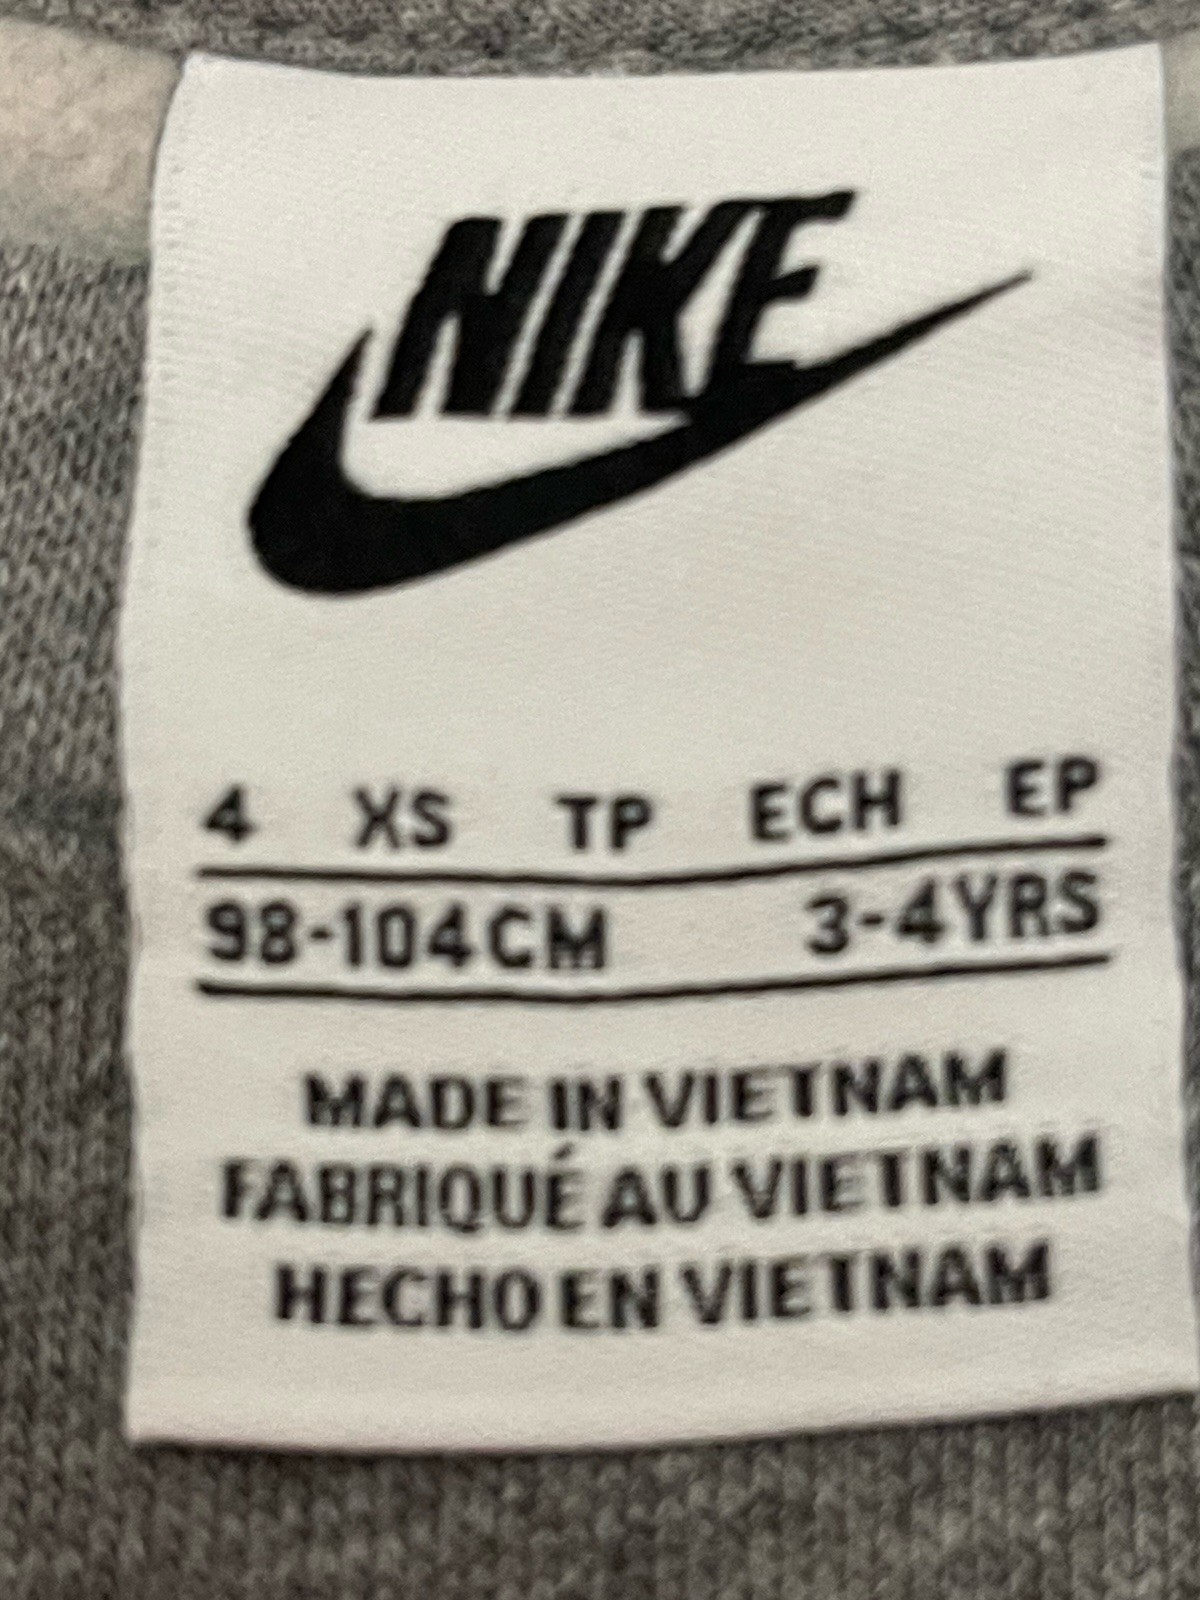 NIKE
4 XS TP ECH EP
98-104CM 3-4YRS
MADE IN VIETNAM
FABRIQUÉ AU VIETNAM
HECHO EN VIETNAM